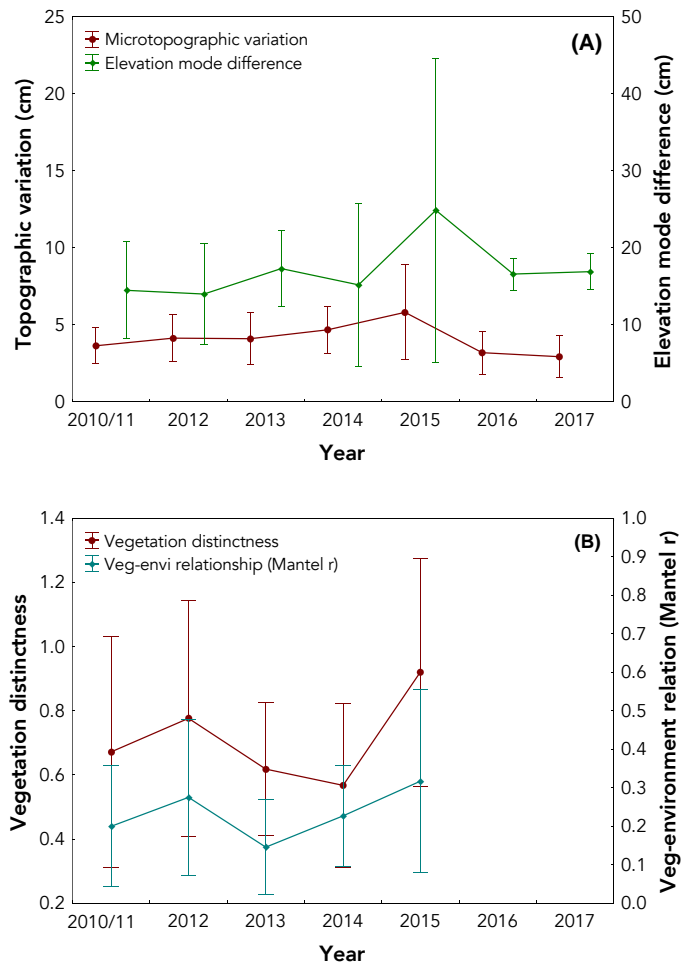 25
20
15
10
5
0
Topographic variation (cm)
Microtopographic variation
Elevation mode difference
(A)
50
40
30
20
10
0
Elevation mode difference (cm)
2010/11 2012 2013 2014 2015 2016 2017
Year
1.4
1.2
1.0
0.8
0.6
0.4
0.2
Vegetation distinctness
Vegetation distinctness
Veg-envi relationship (Mantel r)
(B)
1.0
0.9
0.8
0.7
0.6
0.5
0.4
0.3
0.2
0.1
0.0
Veg-environment relation (Mantel r)
2010/11 2012 2013 2014 2015 2016 2017
Year